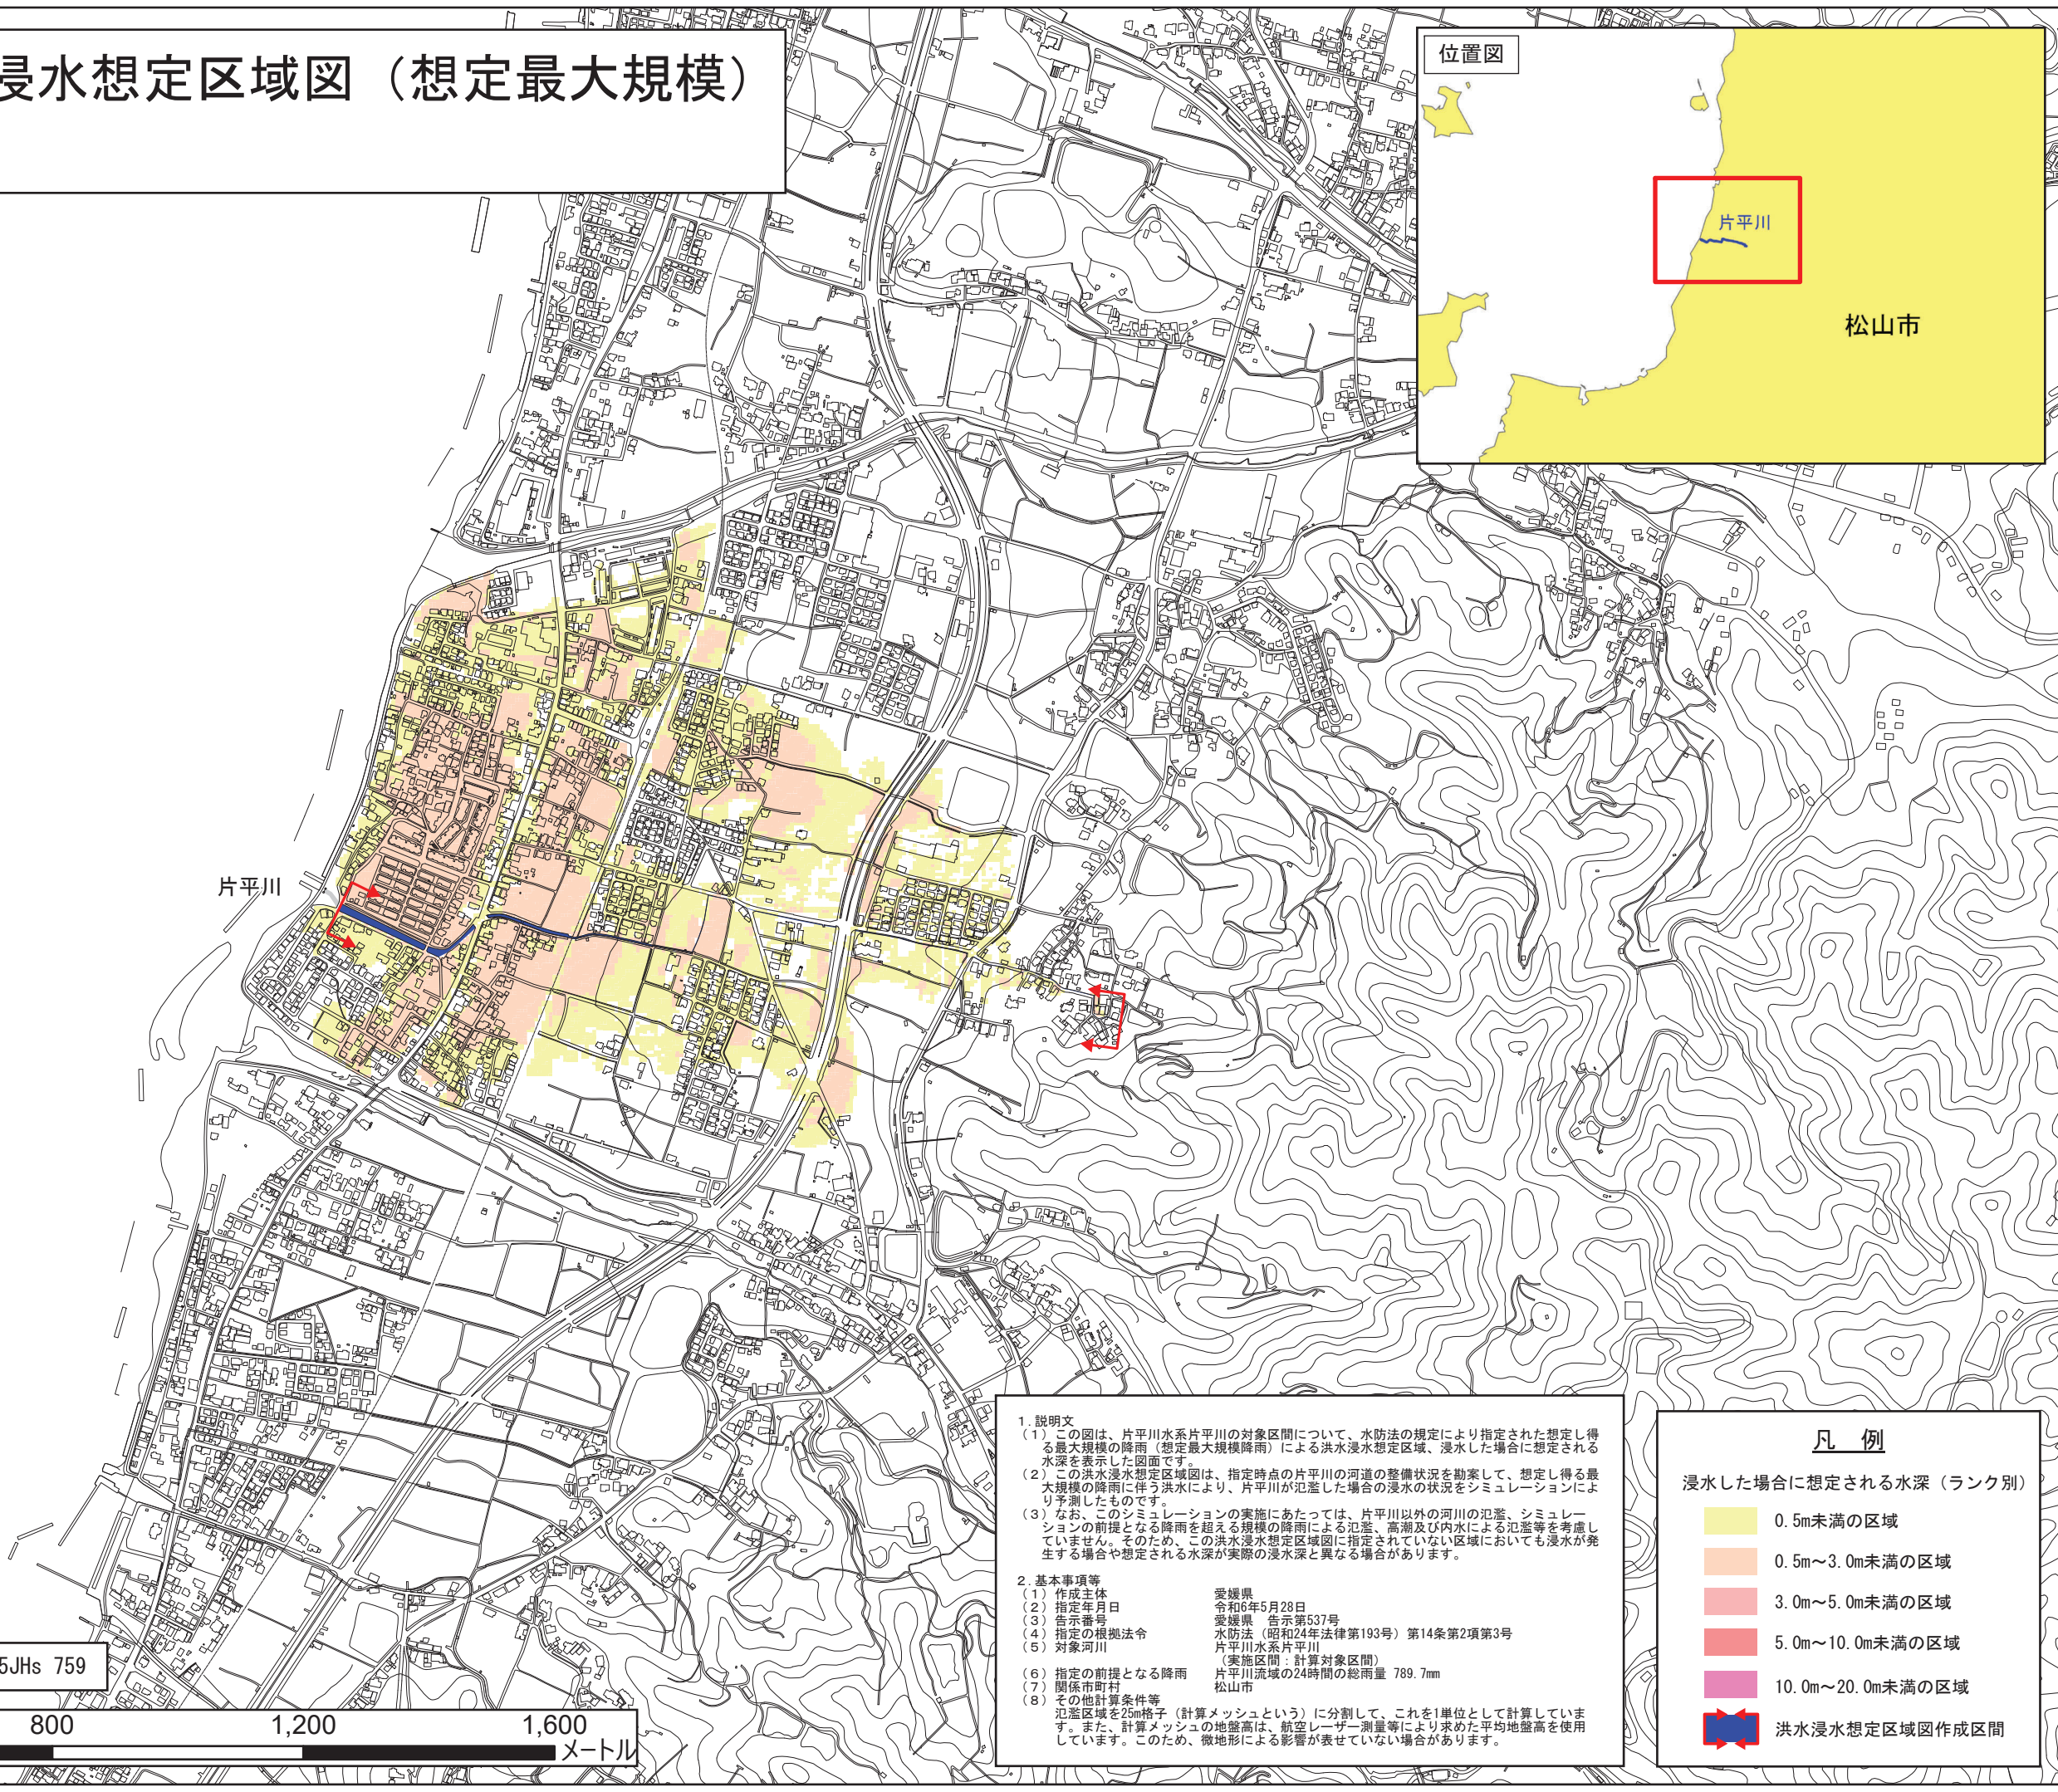 浸水想定区域図（想定最大規模）
位置図
片平川
松山市
片平川
1.説明文
（1）この図は、片平川水系片平川の対象区間について、水防法の規定により指定された想定し得
る最大規模の降雨（想定最大規模降雨）による洪水浸水想定区域、浸水した場合に想定される
水深を表示した図面です。
（2）この洪水浸水想定区域図は、指定時点の片平川の河道の整備状況を勘案して、想定し得る最
大規模の降雨に伴う洪水により、片平川が氾濫した場合の浸水の状況をシミュレーションによ
り予測したものです。
（3）なお、このシミュレーションの実施にあたっては、片平川以外の河川の氾濫、シミュレー
ションの前提となる降雨を超える規模の降雨による氾濫、高潮及び内水による氾濫等を考慮し
ていません。そのため、この洪水浸水想定区域図に指定されていない区域においても浸水が発
生する場合や想定される水深が実際の浸水深と異なる場合があります。
2.基本事項等
（1）作成主体 愛媛県
（2）指定年月日 令和6年5月28日
（3）告示番号 愛媛県 告示第537号
（4）指定の根拠法令 水防法（昭和24年法律第193号）第14条第2項第3号
（5）対象河川 片平川水系片平川
（実施区間：計算対象区間）
（6）指定の前提となる降雨 片平川流域の24時間の総雨量 789.7mm
（7）関係市町村 松山市
（8）その他計算条件等
氾濫区域を25m格子（計算メッシュという）に分割して、これを1単位として計算していま
す。また、計算メッシュの地盤高は、航空レーザー測量等により求めた平均地盤高を使用
しています。このため、微地形による影響が表せていない場合があります。
凡 例
浸水した場合に想定される水深（ランク別）
0.5m未満の区域
0.5m～3.0m未満の区域
3.0m～5.0m未満の区域
5.0m～10.0m未満の区域
10.0m～20.0m未満の区域
洪水浸水想定区域図作成区間
5JHs 759
800 1,200 1,600
メートル